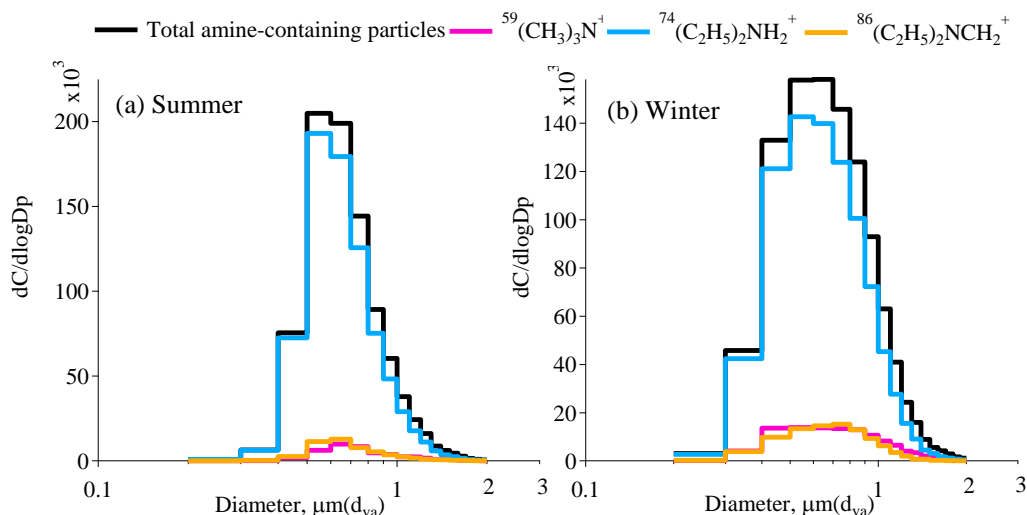 Total amine-containing particles ⁵⁹(CH₃)₃N⁺ ⁷⁴(C₂H₅)₂NH₂⁺ ⁸⁶(C₂H₅)₂NCH₂⁺
x10³
(a) Summer
200
150
100
50
0
dC/dlogDp
0.1 1 2 3
Diameter, μm(dᵥₐ)
x10³
(b) Winter
140
120
100
80
60
40
20
0
dC/dlogDp
0.1 1 2 3
Diameter, μm(dᵥₐ)